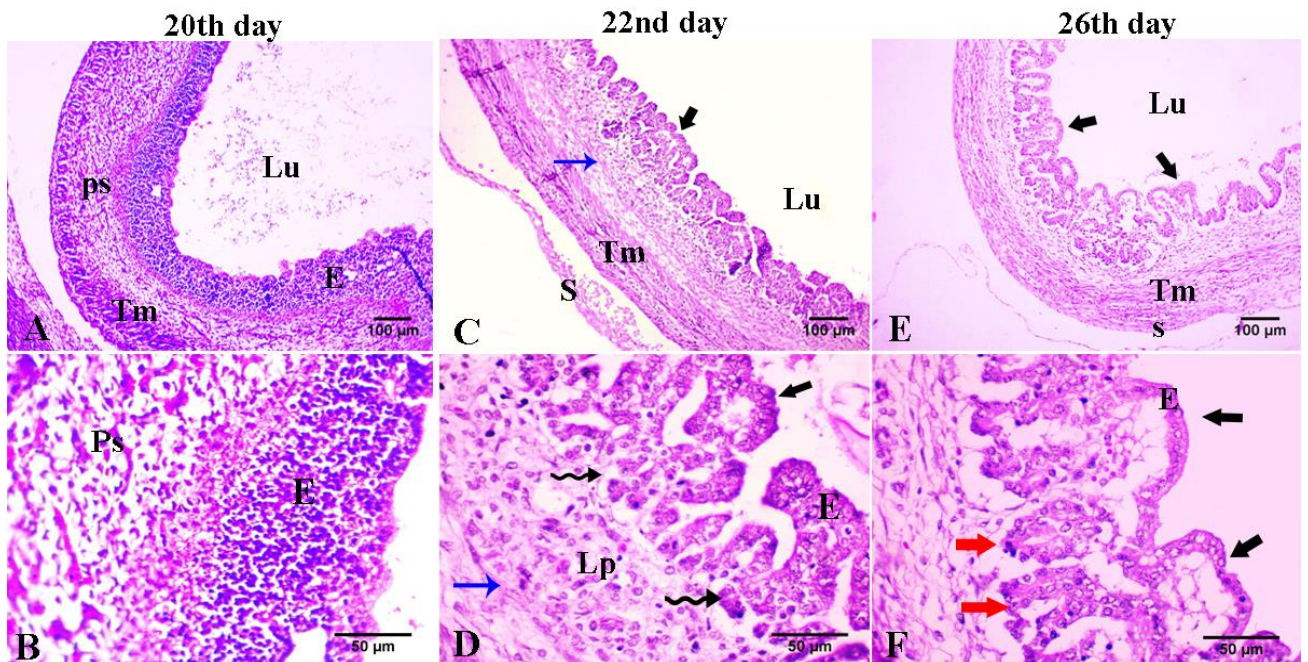 20th day
22nd day
26th day
ps
Lu
E
Tm
A
100 µm
Lu
Tm
S
C
100 µm
Lu
Tm
s
E
100 µm
Ps
E
B
50 µm
E
Lp
D
50 µm
E
F
50 µm